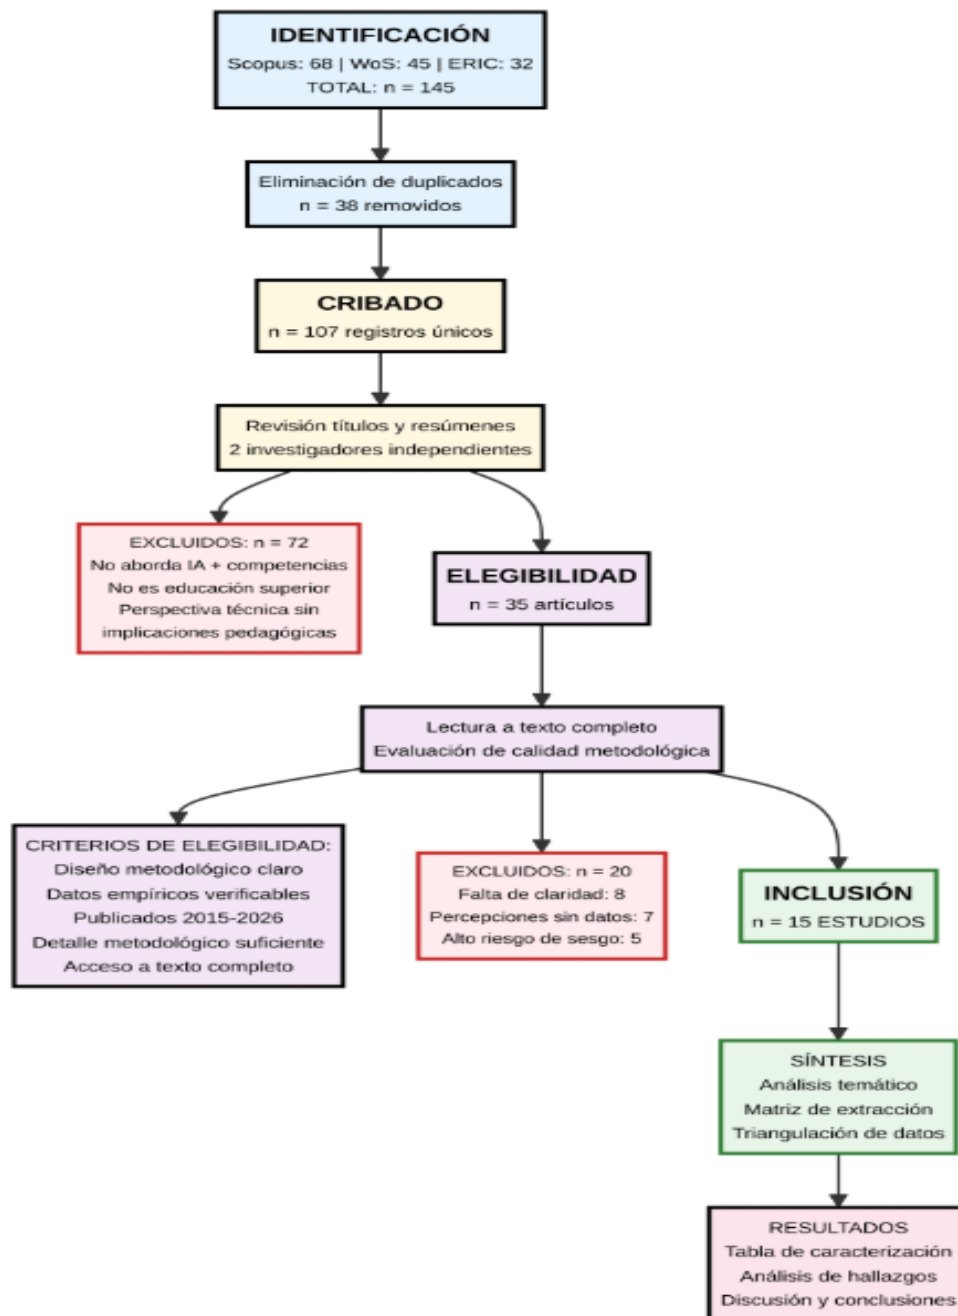 IDENTIFICACIÓN
Scopus: 68 | WoS: 45 | ERIC: 32
TOTAL: n = 145
Eliminación de duplicados
n = 38 removidos
CRIBADO
n = 107 registros únicos
Revisión títulos y resúmenes
2 investigadores independientes
EXCLUIDOS: n = 72
No aborda IA + competencias
No es educación superior
Perspectiva técnica sin
implicaciones pedagógicas
ELEGIBILIDAD
n = 35 artículos
Lectura a texto completo
Evaluación de calidad metodológica
CRITERIOS DE ELEGIBILIDAD:
Diseño metodológico claro
Datos empíricos verificables
Publicados 2015-2026
Detalle metodológico suficiente
Acceso a texto completo
EXCLUIDOS: n = 20
Falta de claridad: 8
Percepciones sin datos: 7
Alto riesgo de sesgo: 5
INCLUSIÓN
n = 15 ESTUDIOS
SÍNTESIS
Análisis temático
Matriz de extracción
Triangulación de datos
RESULTADOS
Tabla de caracterización
Análisis de hallazgos
Discusión y conclusiones